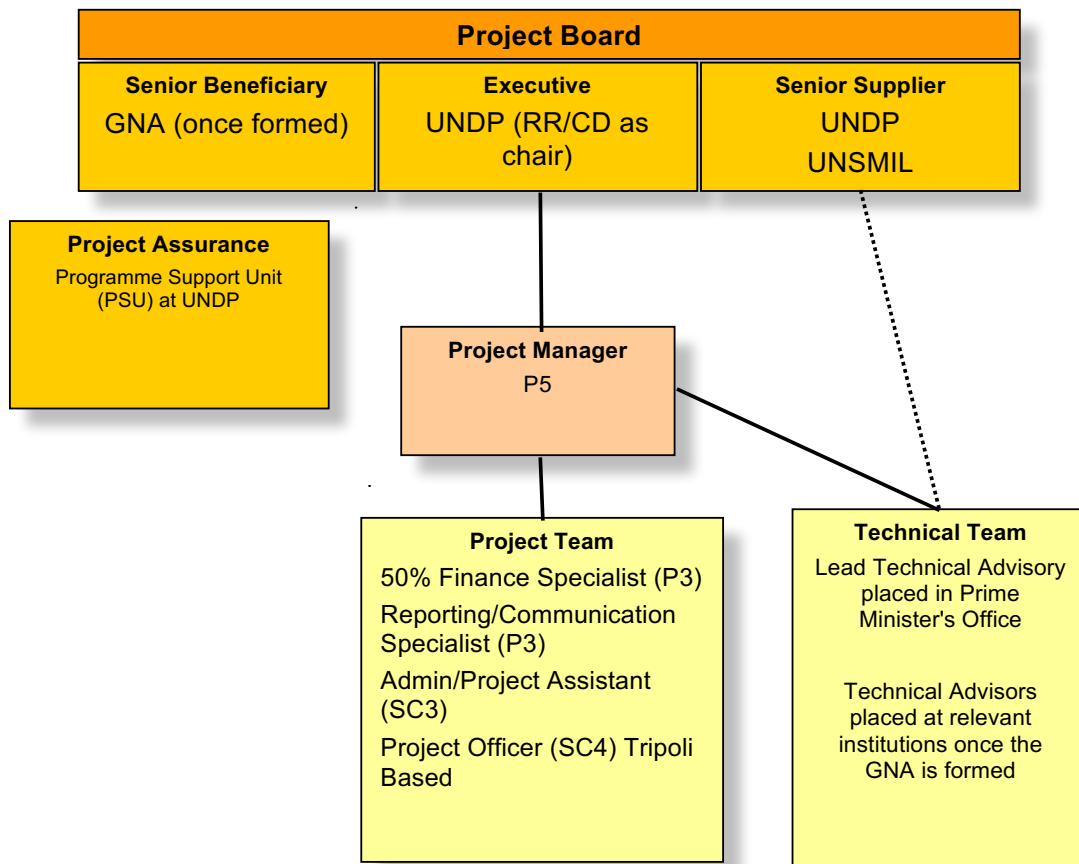 Project Board
Senior Beneficiary
GNA (once formed)
Executive
UNDP (RR/CD as
chair)
Senior Supplier
UNDP
UNSMIL
Project Assurance
Programme Support Unit
(PSU) at UNDP
Project Manager
P5
Project Team
50% Finance Specialist (P3)
Reporting/Communication
Specialist (P3)
Admin/Project Assistant
(SC3)
Project Officer (SC4) Tripoli
Based
Technical Team
Lead Technical Advisory
placed in Prime
Minister's Office
Technical Advisors
placed at relevant
institutions once the
GNA is formed